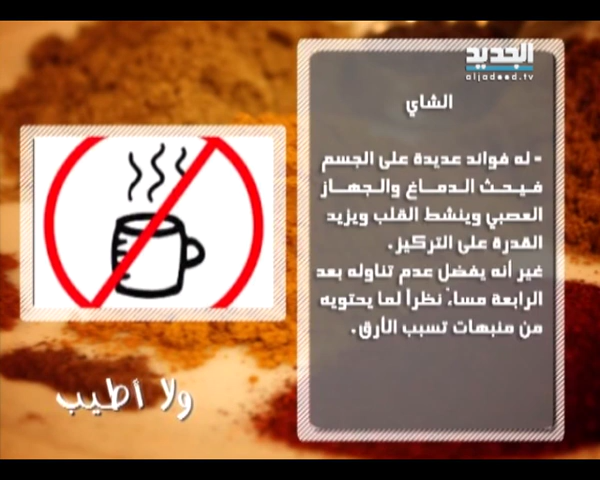 الجديد
aljadeed.tv
الشاي
- له فوائد عديدة على الجسم
فيحث الدماغ والجهاز
العصبي وينشط القلب ويزيد
القدرة على التركيز.
غير أنه يفضل عدم تناوله بعد
الرابعة مساءً نظراً لما يحتويه
من منبهات تسبب الأرق.
ولا أطيب